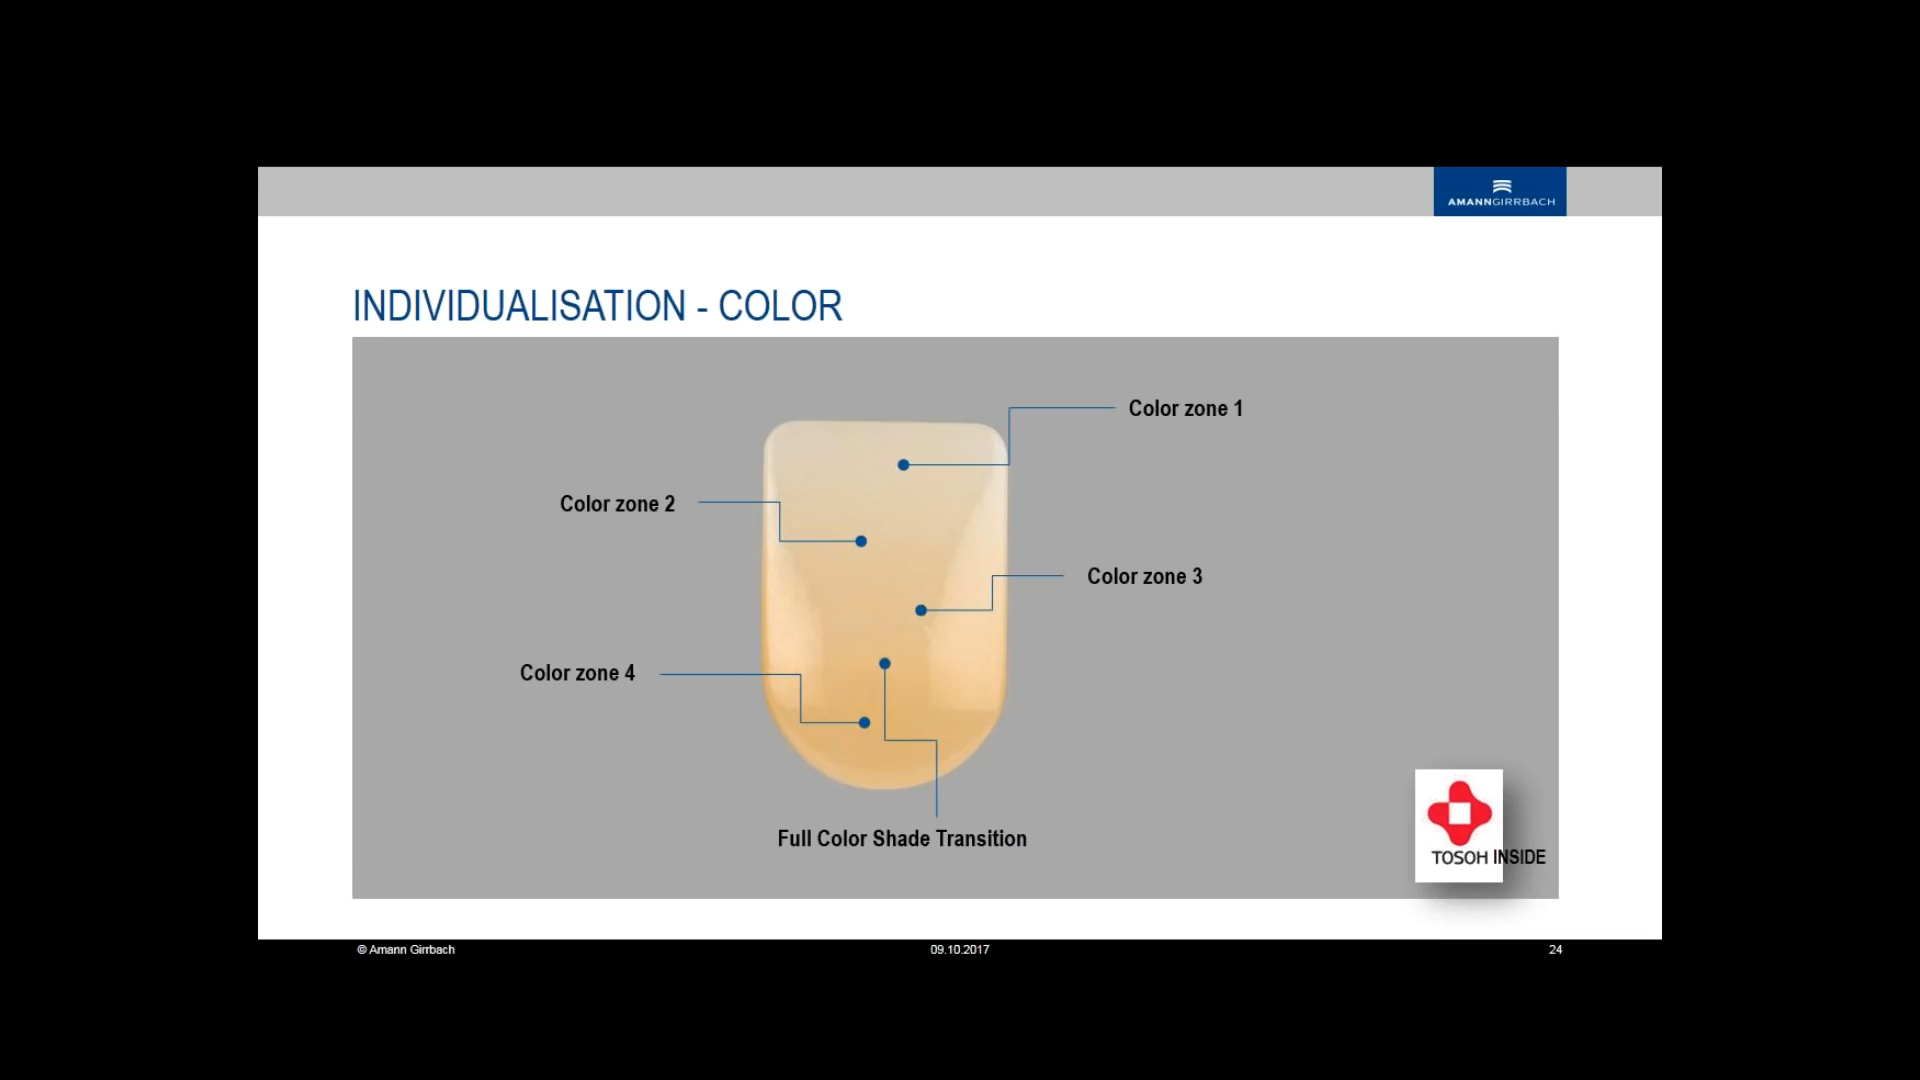 AMANNGIRRBACH
INDIVIDUALISATION - COLOR
Color zone 1
Color zone 2
Color zone 3
Color zone 4
Full Color Shade Transition
TOSOH INSIDE
© Amann Girrbach
09.10.2017
24